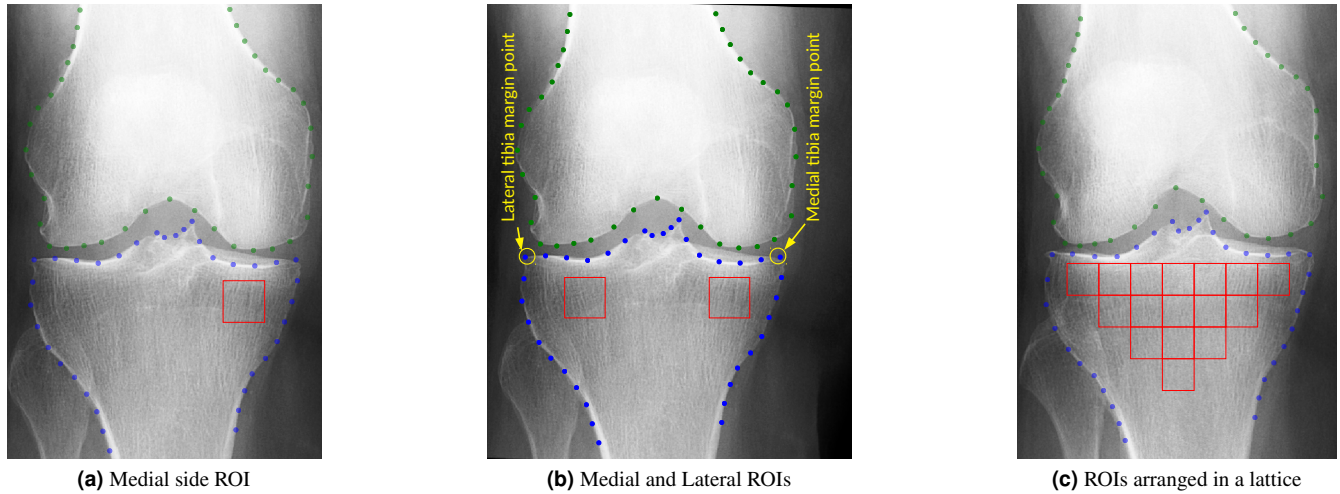 Lateral tibia margin point
Medial tibia margin point
(a) Medial side ROI
(b) Medial and Lateral ROIs
(c) ROIs arranged in a lattice